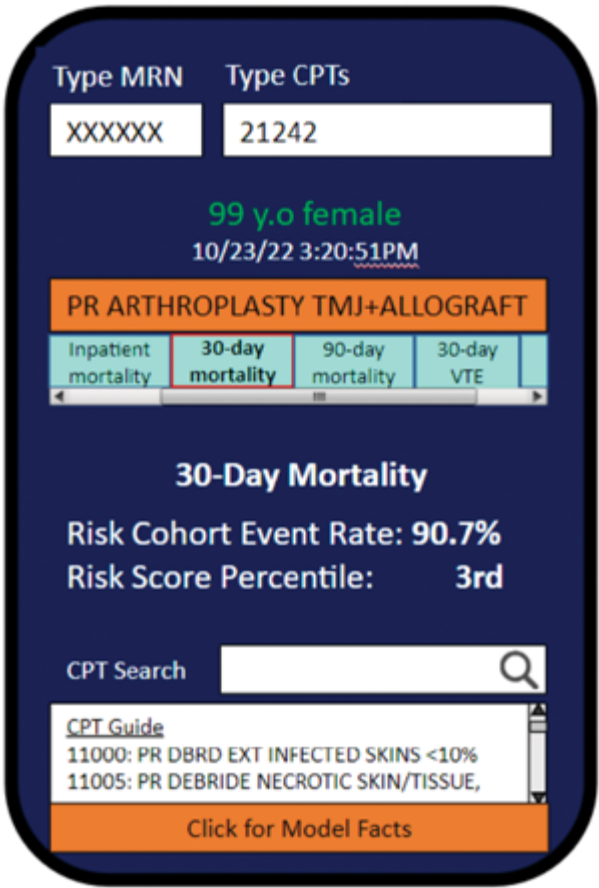 Type MRN Type CPTs
XXXXXX 21242
99 y.o female
10/23/22 3:20:51PM
PR ARTHROPLASTY TMJ+ALLOGRAFT
Inpatient 30-day 90-day 30-day
mortality mortality mortality VTE
30-Day Mortality
Risk Cohort Event Rate: 90.7%
Risk Score Percentile: 3rd
CPT Search
CPT Guide
11000: PR DBRD EXT INFECTED SKINS <10%
11005: PR DEBRIDE NECROTIC SKIN/TISSUE,
Click for Model Facts